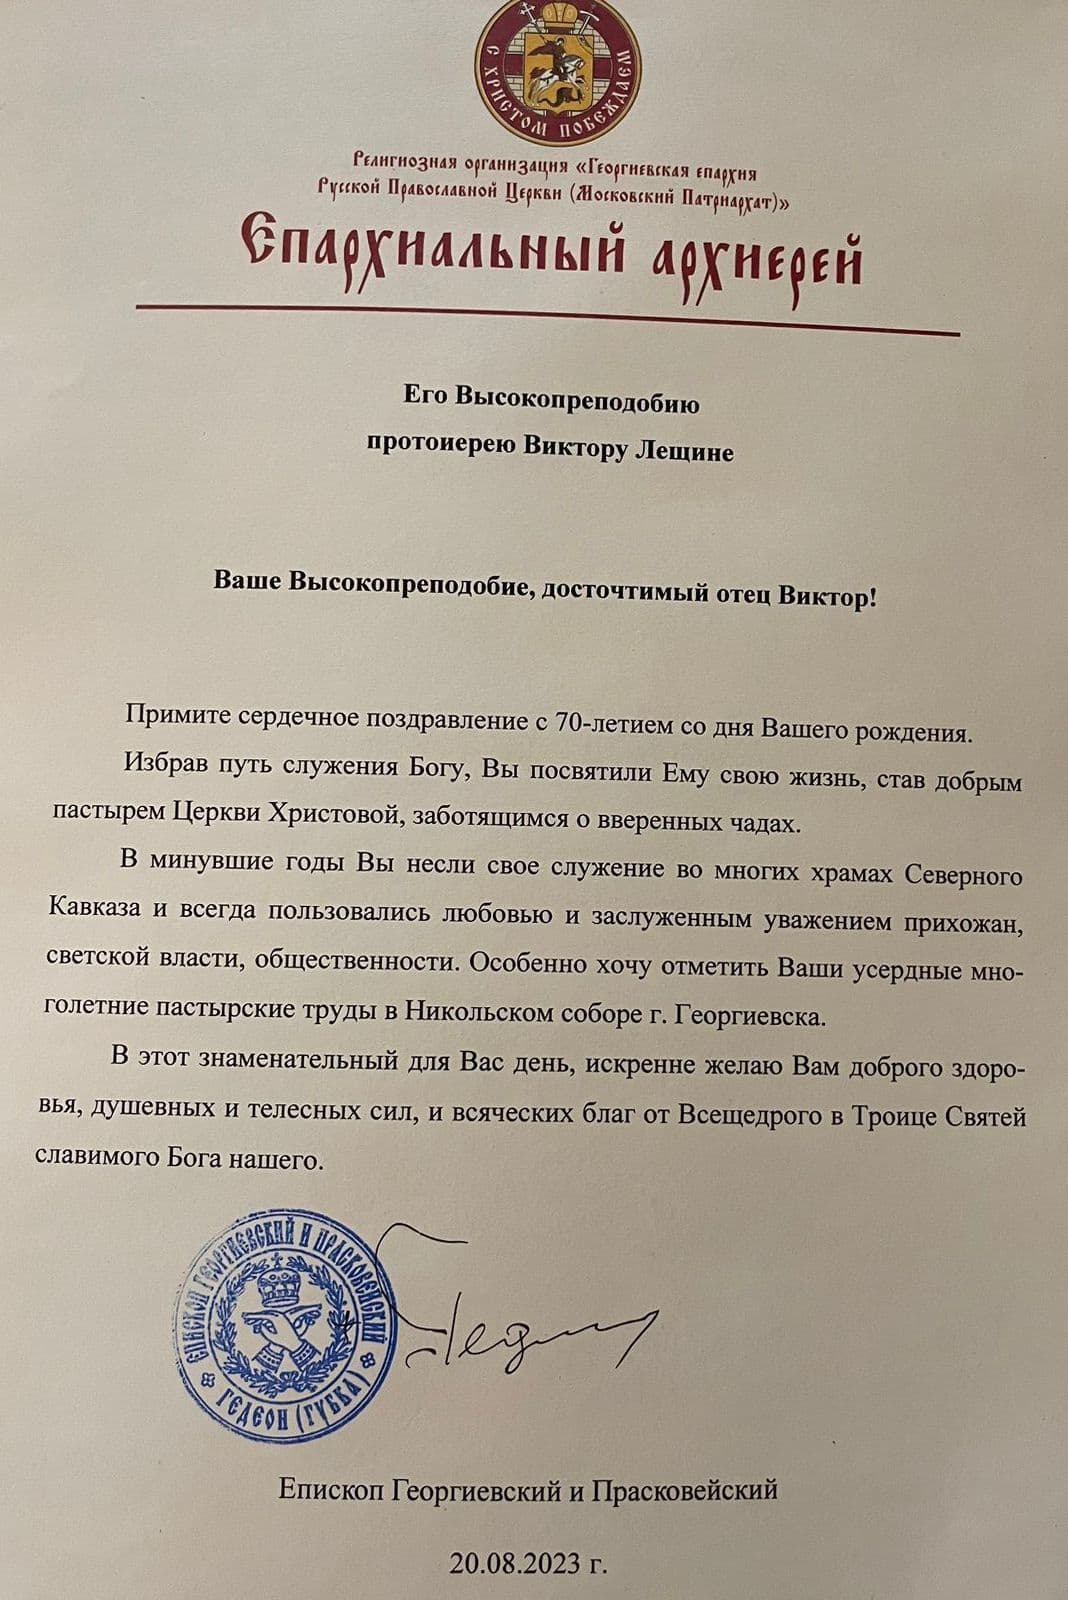 С ХРИСТОМ ПОБЕЖДАЕМ
Религиозная организация «Георгиевская епархия
Русской Православной Церкви (Московский Патриархат)»
Епархиальный архиерей
Его Высокопреподобию
протоиерею Виктору Лещине
Ваше Высокопреподобие, досточтимый отец Виктор!
Примите сердечное поздравление с 70-летием со дня Вашего рождения.
Избрав путь служения Богу, Вы посвятили Ему свою жизнь, став добрым
пастырем Церкви Христовой, заботящимся о вверенных чадах.
В минувшие годы Вы несли свое служение во многих храмах Северного
Кавказа и всегда пользовались любовью и заслуженным уважением прихожан,
светской власти, общественности. Особенно хочу отметить Ваши усердные мно-
голетние пастырские труды в Никольском соборе г. Георгиевска.
В этот знаменательный для Вас день, искренне желаю Вам доброго здоро-
вья, душевных и телесных сил, и всяческих благ от Всещедрого в Троице Святей
славимого Бога нашего.
ЕПИСКОП ГЕОРГИЕВСКИЙ И ПРАСКОВЕЙСКИЙ
ГЕДЕОН (ГУБКА)
Епископ Георгиевский и Прасковейский
20.08.2023 г.